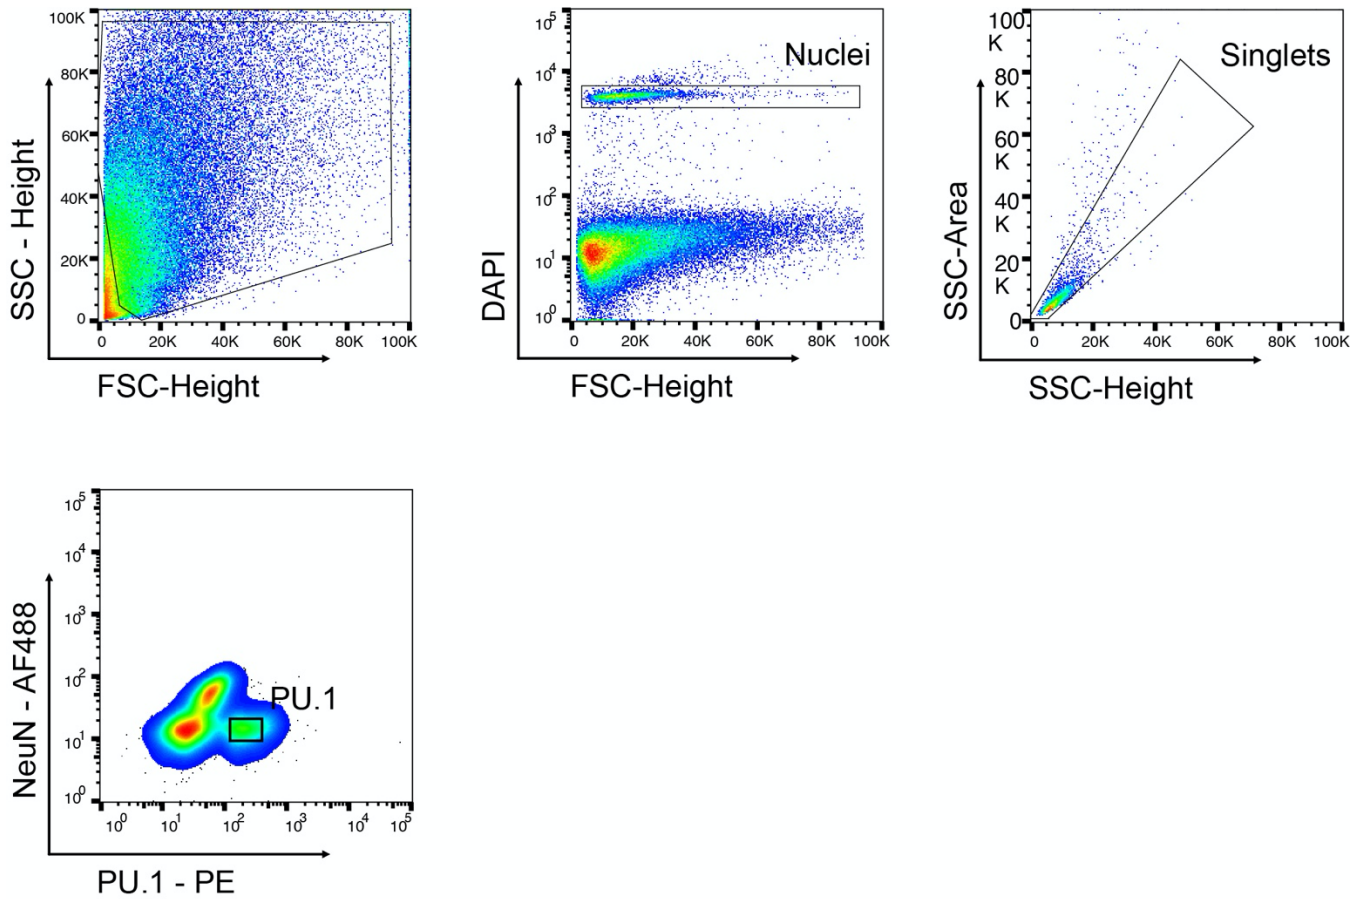 100K
80K
60K
40K
20K
0
SSC - Height
0 20K 40K 60K 80K 100K
FSC-Height
Nuclei
10^5
10^4
10^3
10^2
10^1
10^0
DAPI
0 20K 40K 60K 80K 100K
FSC-Height
Singlets
100
K
80
K
60
K
40
K
20
K
0
SSC-Area
0 20K 40K 60K 80K 100K
SSC-Height
10^5
10^4
10^3
10^2
10^1
10^0
NeuN - AF488
PU.1
10^0 10^1 10^2 10^3 10^4 10^5
PU.1 - PE